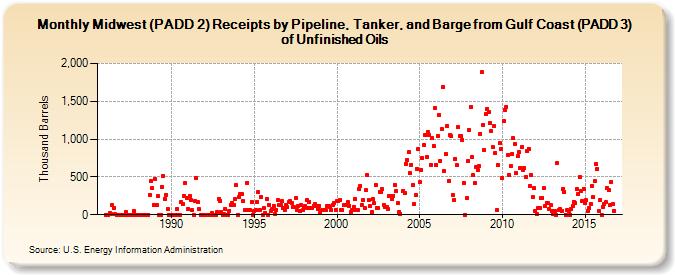 Monthly Midwest (PADD 2) Receipts by Pipeline, Tanker, and Barge from Gulf Coast (PADD 3)
of Unfinished Oils
Thousand Barrels
2,000
1,500
1,000
500
0
1990 1995 2000 2005 2010 2015
Source: U.S. Energy Information Administration